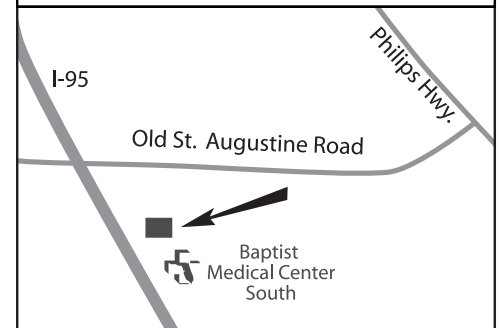 Philips Hwy.
I-95
Old St. Augustine Road
Baptist
Medical Center
South